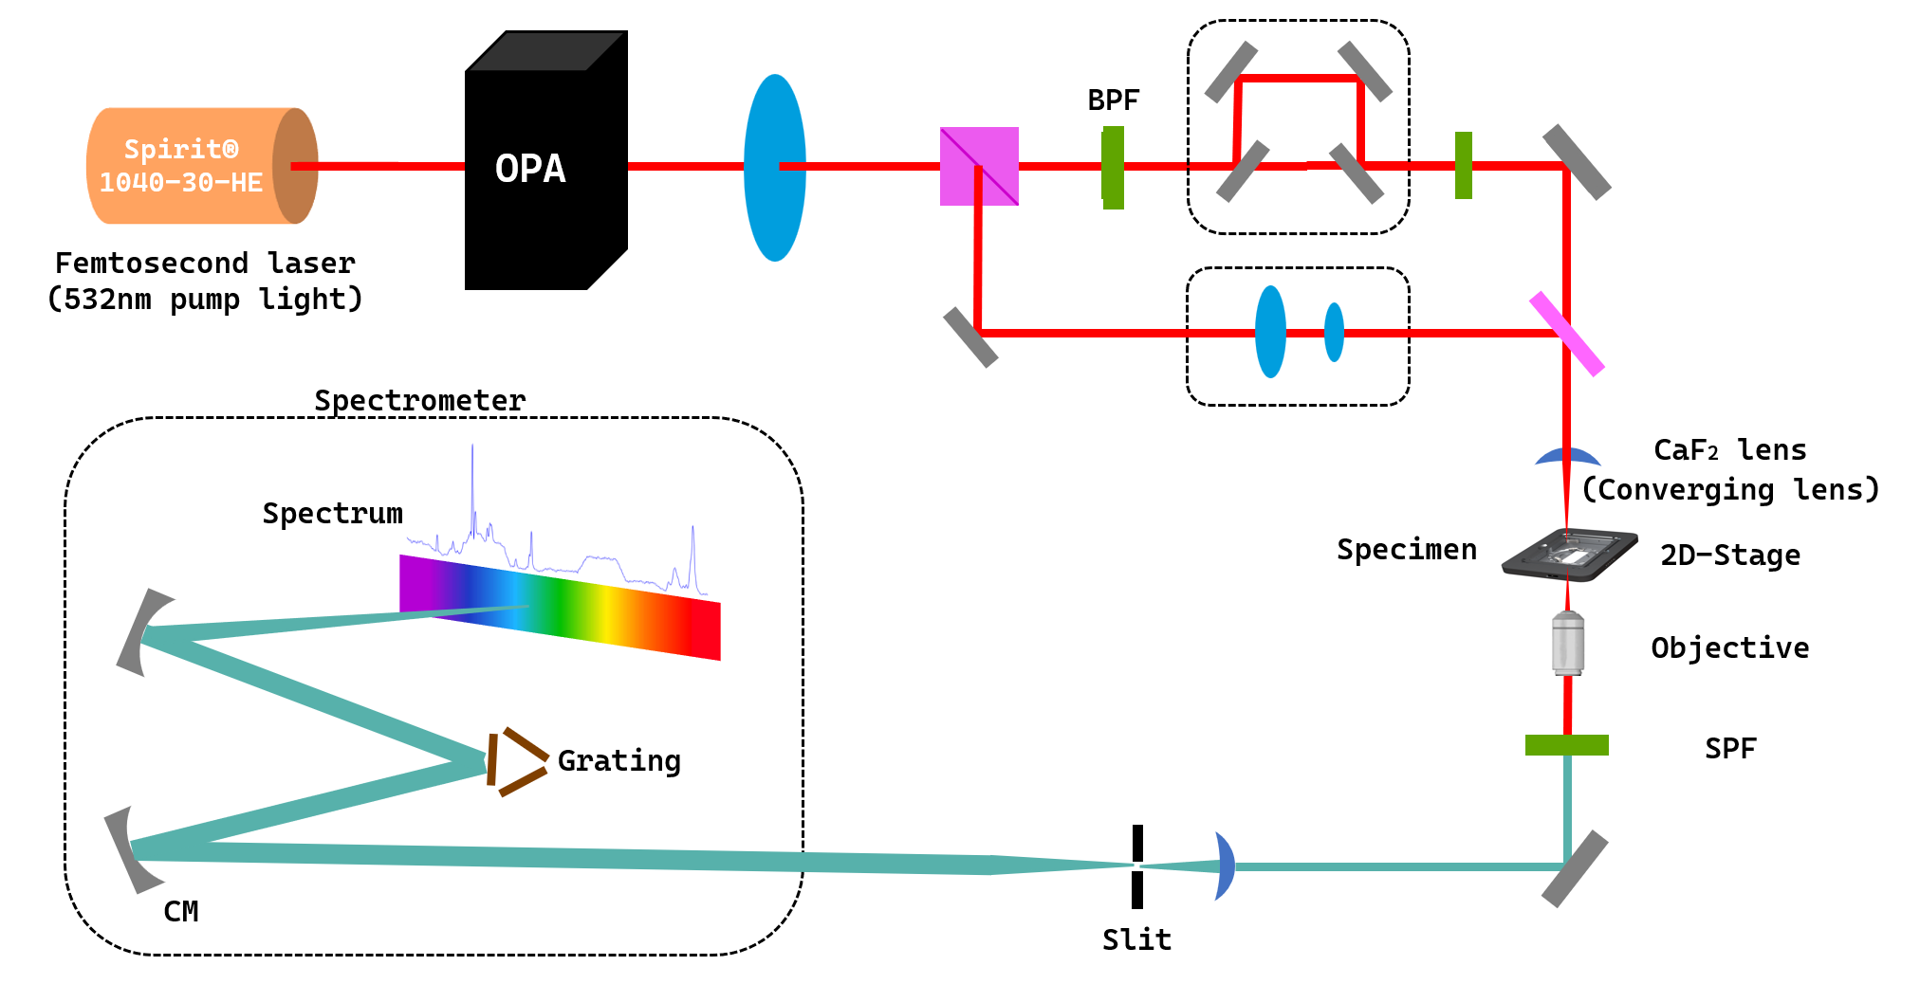 BPF
Spirit®
1040-30-HE
OPA
Femtosecond laser
(532nm pump light)
Spectrometer
CaF₂ lens
(Converging lens)
Spectrum
Specimen
2D-Stage
Objective
SPF
Grating
CM
Slit